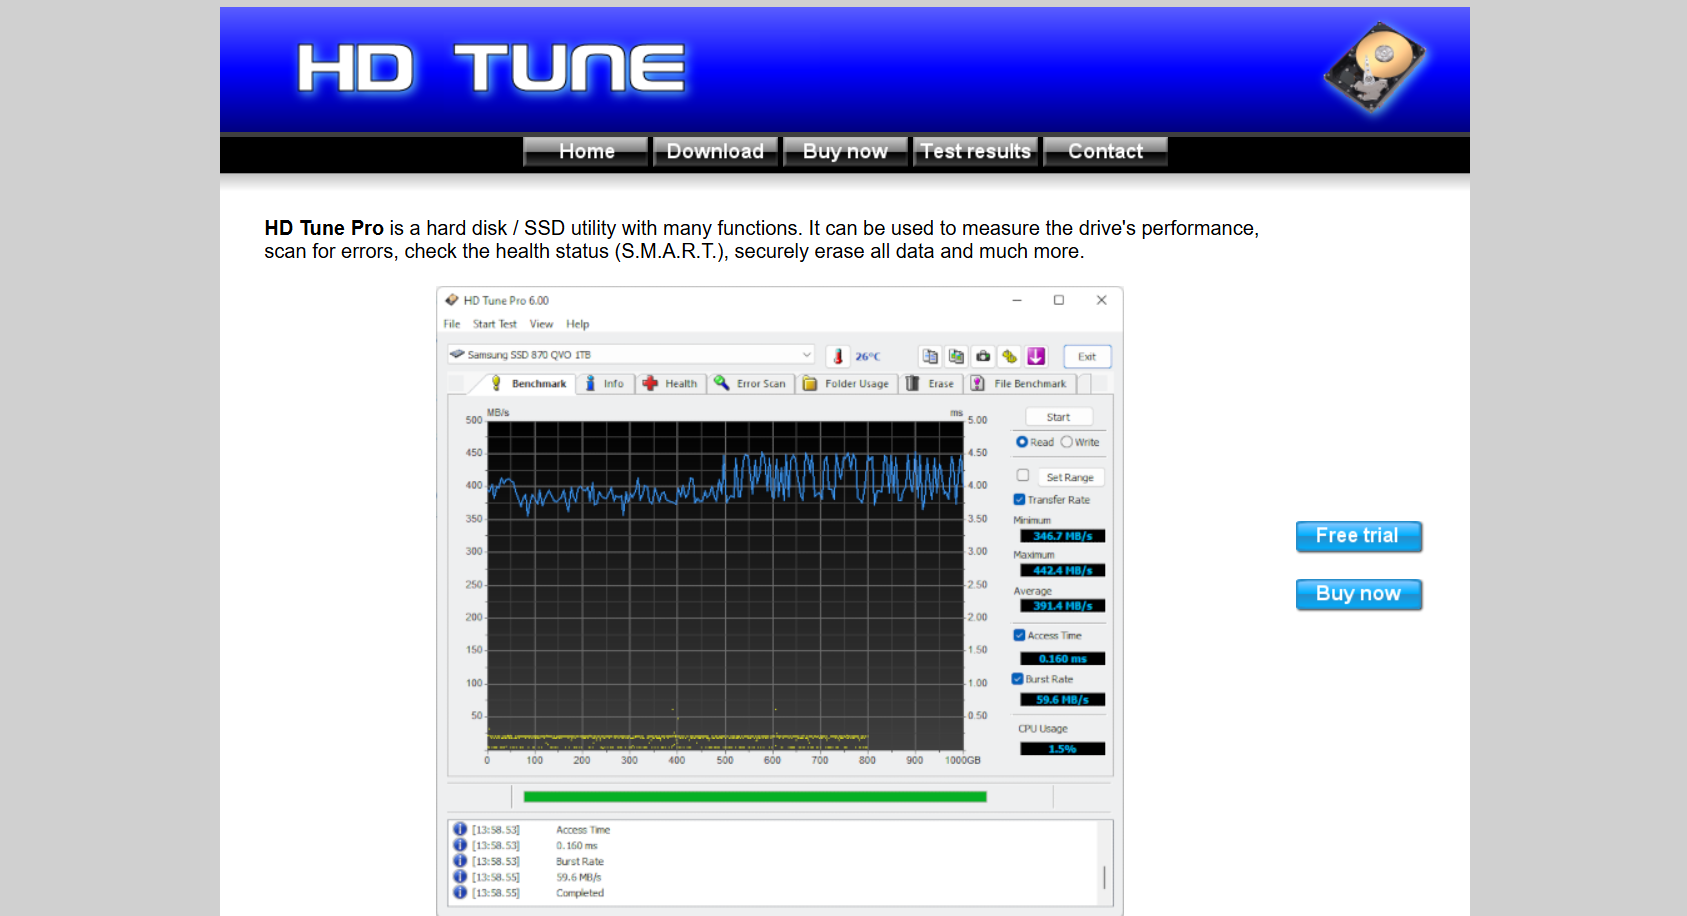 HD TUNE
Home Download Buy now Test results Contact
HD Tune Pro is a hard disk / SSD utility with many functions. It can be used to measure the drive's performance,
scan for errors, check the health status (S.M.A.R.T.), securely erase all data and much more.
HD Tune Pro 6.00
File Start Test View Help
Samsung SSD 870 QVO 1TB
26°C
Exit
Benchmark Info Health Error Scan Folder Usage Erase File Benchmark
MB/s
ms
500
450
400
350
300
250
200
150
100
50
5.00
4.50
4.00
3.50
3.00
2.50
2.00
1.50
1.00
0.50
0 100 200 300 400 500 600 700 800 900 1000GB
Start
Read Write
Set Range
Transfer Rate
Minimum
346.7 MB/s
Maximum
442.4 MB/s
Average
391.4 MB/s
Access Time
0.160 ms
Burst Rate
59.6 MB/s
CPU Usage
1.5%
[13:58.53] Access Time
[13:58.53] 0.160 ms
[13:58.53] Burst Rate
[13:58.55] 59.6 MB/s
[13:58.55] Completed
Free trial
Buy now